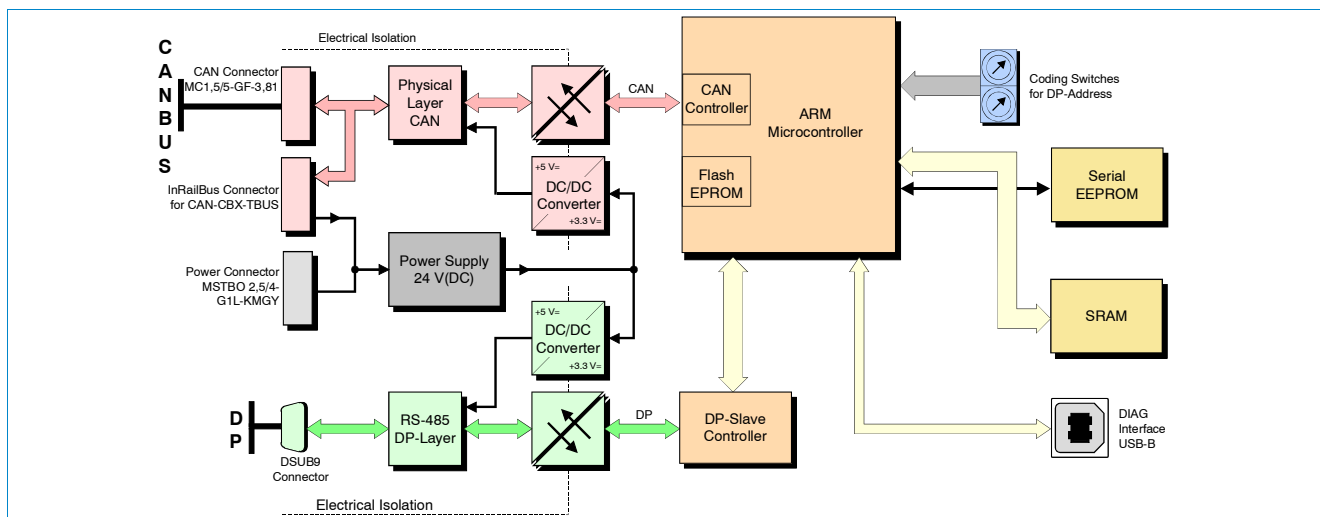 Electrical Isolation
CANBUS
CAN Connector
MC1,5/5-GF-3,81
Physical
Layer
CAN
CAN
CAN
Controller
ARM
Microcontroller
Coding Switches
for DP-Address
Flash
EPROM
InRailBus Connector
for CAN-CBX-TBUS
+5 V=
DC/DC
Converter
+3.3 V=
Serial
EEPROM
Power Connector
MSTBO 2,5/4-
G1L-KMGY
Power Supply
24 V(DC)
+5 V=
DC/DC
Converter
+3.3 V=
SRAM
DP
DSUB9
Connector
RS-485
DP-Layer
DP
DP-Slave
Controller
DIAG
Interface
USB-B
Electrical Isolation